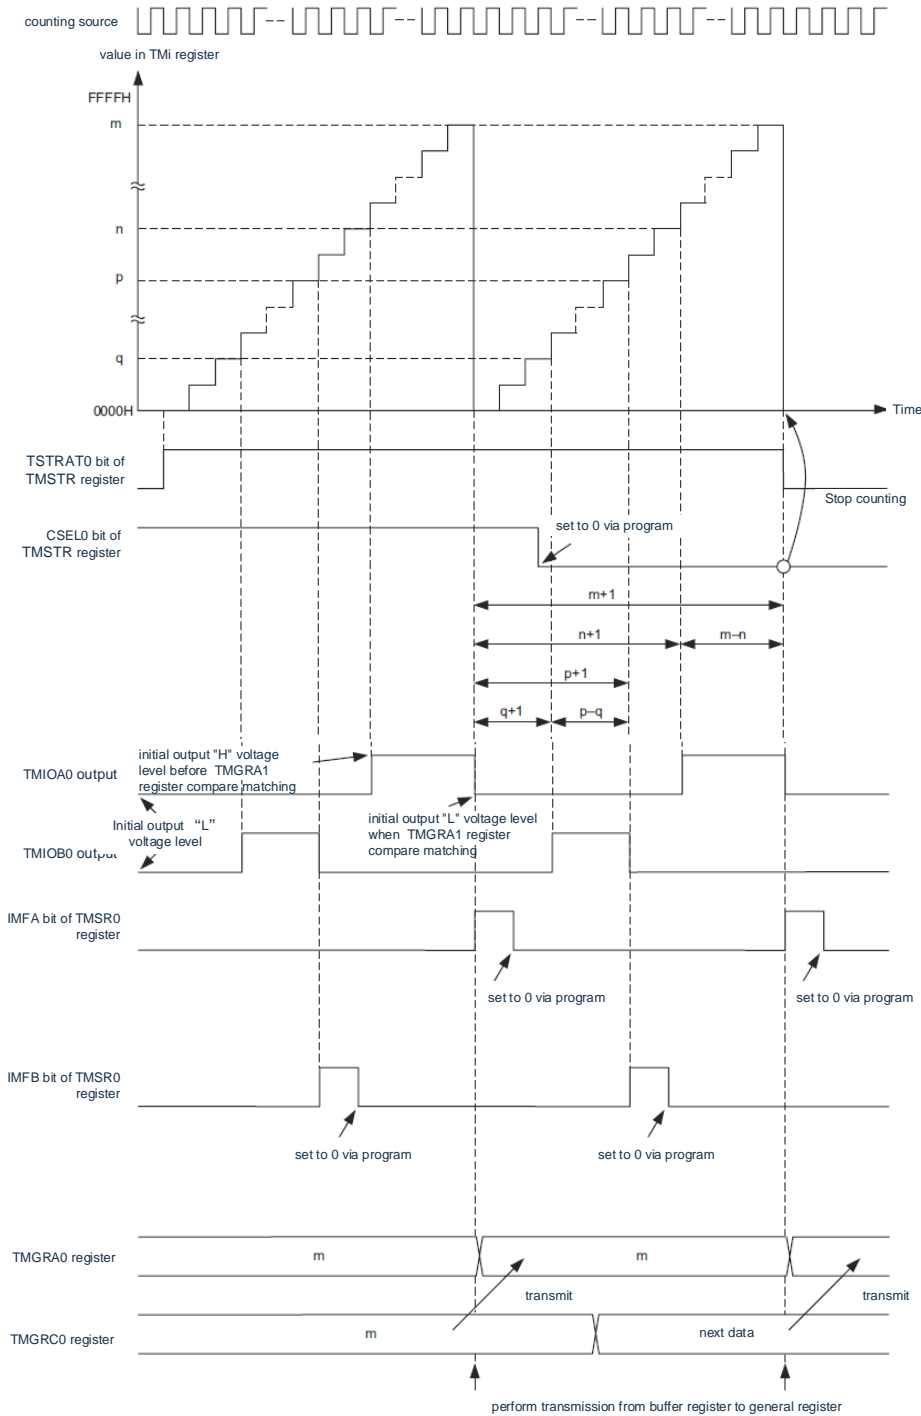 counting source
value in TMi register
FFFFH
m
n
p
q
0000H
Time
TSTRAT0 bit of
TMSTR register
Stop counting
CSEL0 bit of
TMSTR register
set to 0 via program
m+1
n+1
m–n
p+1
q+1
p–q
initial output "H" voltage
level before TMGRA1
register compare matching
TMIOA0 output
Initial output “L”
voltage level
initial output "L" voltage level
when TMGRA1 register
compare matching
TMIOB0 output
IMFA bit of TMSR0
register
set to 0 via program
set to 0 via program
IMFB bit of TMSR0
register
set to 0 via program
set to 0 via program
TMGRA0 register
m
m
transmit
transmit
TMGRC0 register
m
next data
perform transmission from buffer register to general register